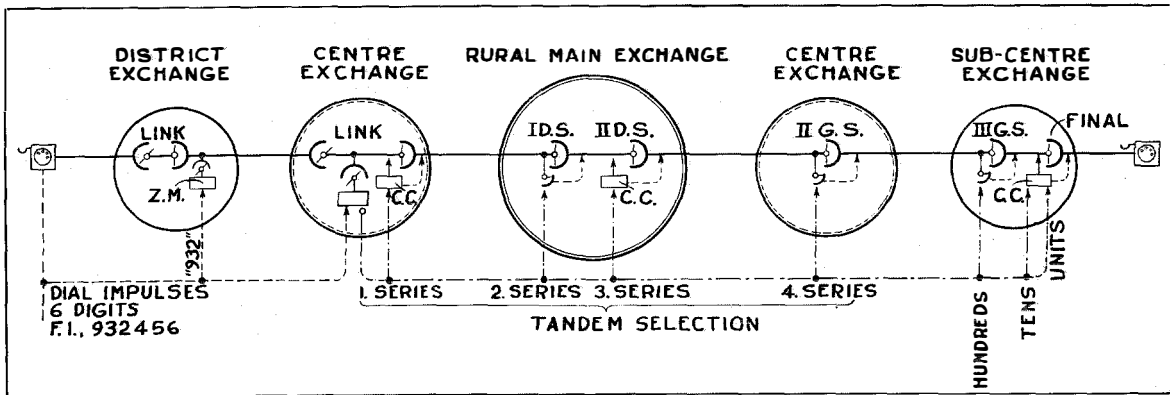 DISTRICT
EXCHANGE
CENTRE
EXCHANGE
RURAL MAIN EXCHANGE
CENTRE
EXCHANGE
SUB-CENTRE
EXCHANGE
LINK
Z.M.
LINK
C.C.
I D.S.
II D.S.
C.C.
II G.S.
III G.S.
FINAL
C.C.
"932"
DIAL IMPULSES
6 DIGITS
F.I., 932456
1. SERIES
2. SERIES
3. SERIES
4. SERIES
TANDEM SELECTION
HUNDREDS
TENS
UNITS